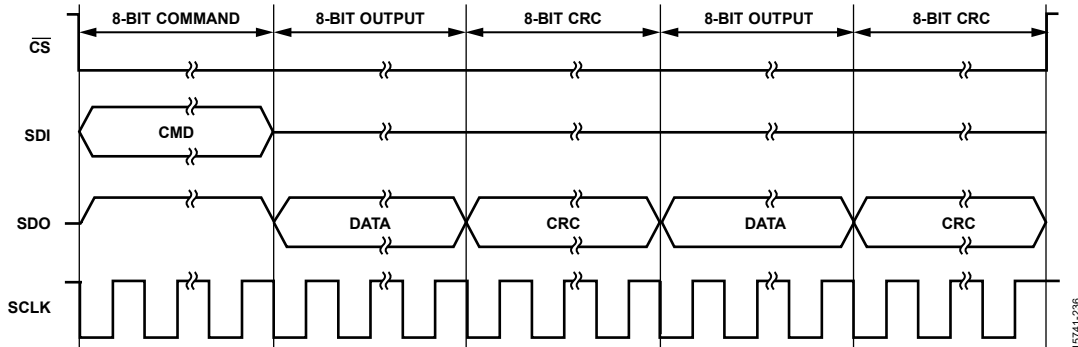 8-BIT COMMAND 8-BIT OUTPUT 8-BIT CRC 8-BIT OUTPUT 8-BIT CRC
CS
SDI CMD
SDO DATA CRC DATA CRC
SCLK
15741-236